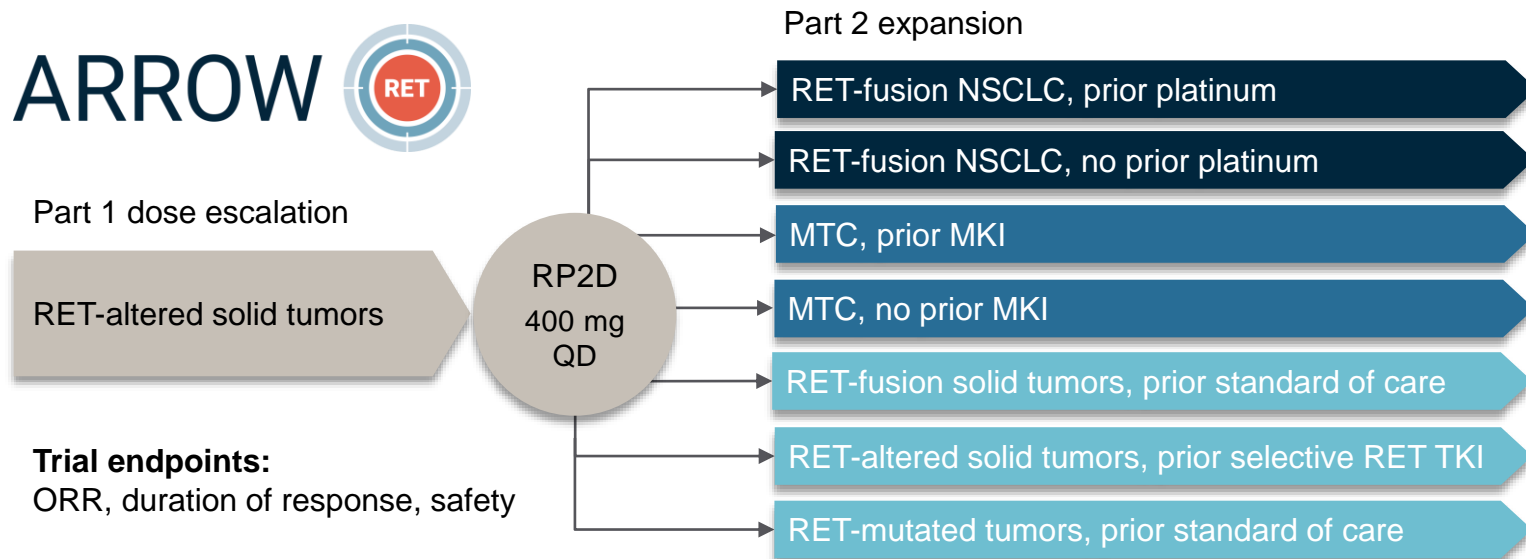 ARROW
RET
Part 1 dose escalation
RET-altered solid tumors
RP2D
400 mg
QD
Trial endpoints:
ORR, duration of response, safety
Part 2 expansion
RET-fusion NSCLC, prior platinum
RET-fusion NSCLC, no prior platinum
MTC, prior MKI
MTC, no prior MKI
RET-fusion solid tumors, prior standard of care
RET-altered solid tumors, prior selective RET TKI
RET-mutated tumors, prior standard of care